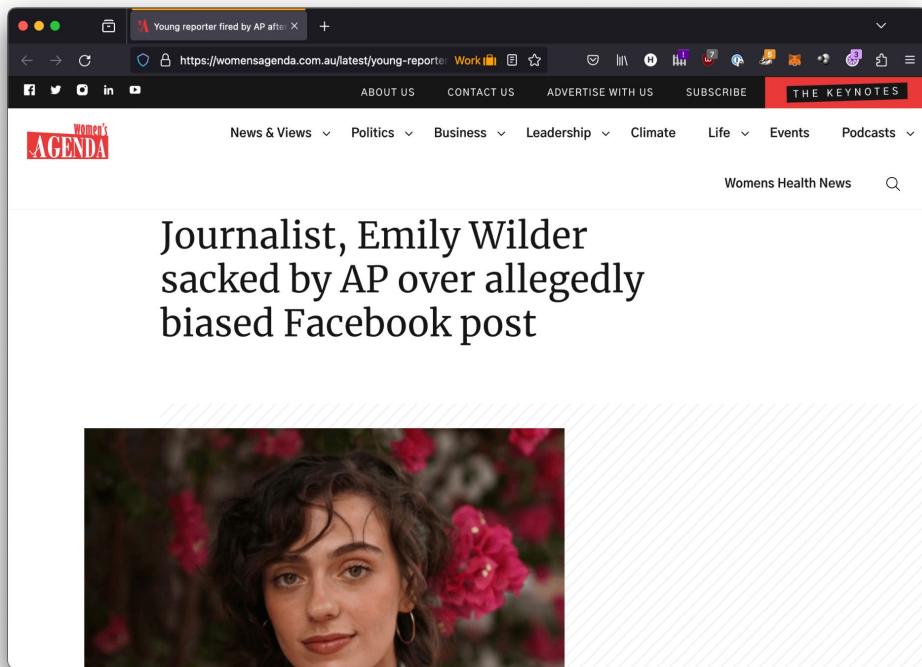 Young reporter fired by AP after
https://womensagenda.com.au/latest/young-reporter Work
ABOUT US CONTACT US ADVERTISE WITH US SUBSCRIBE THE KEYNOTES
women's
AGENDA
News & Views Politics Business Leadership Climate Life Events Podcasts
Womens Health News
Journalist, Emily Wilder
sacked by AP over allegedly
biased Facebook post